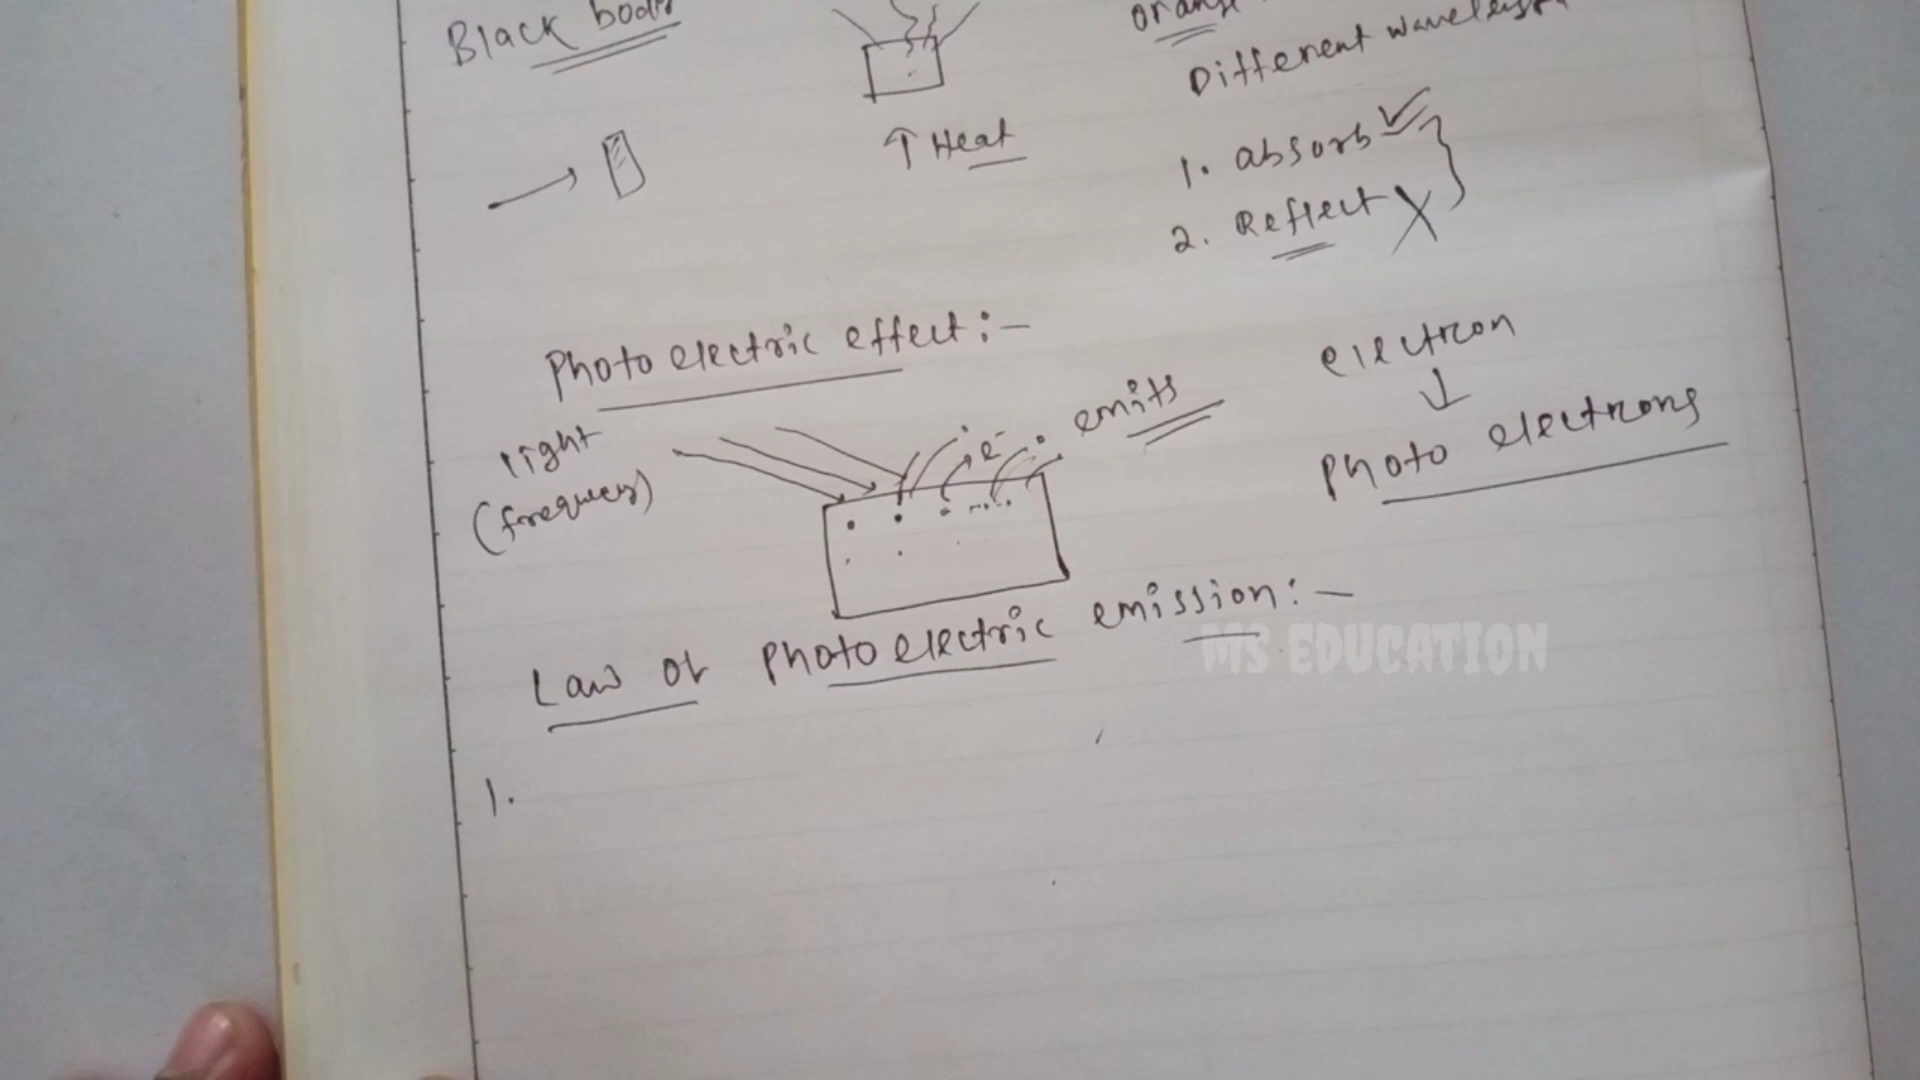 Black body
orange
Different wavelength
↑ Heat
1. absorb ✓
2. Reflect X
Photo electric effect:-
light
(frequency)
e-
emits
electron
↓
Photo electrons
Law of Photo electric emission:-
MS EDUCATION
1.